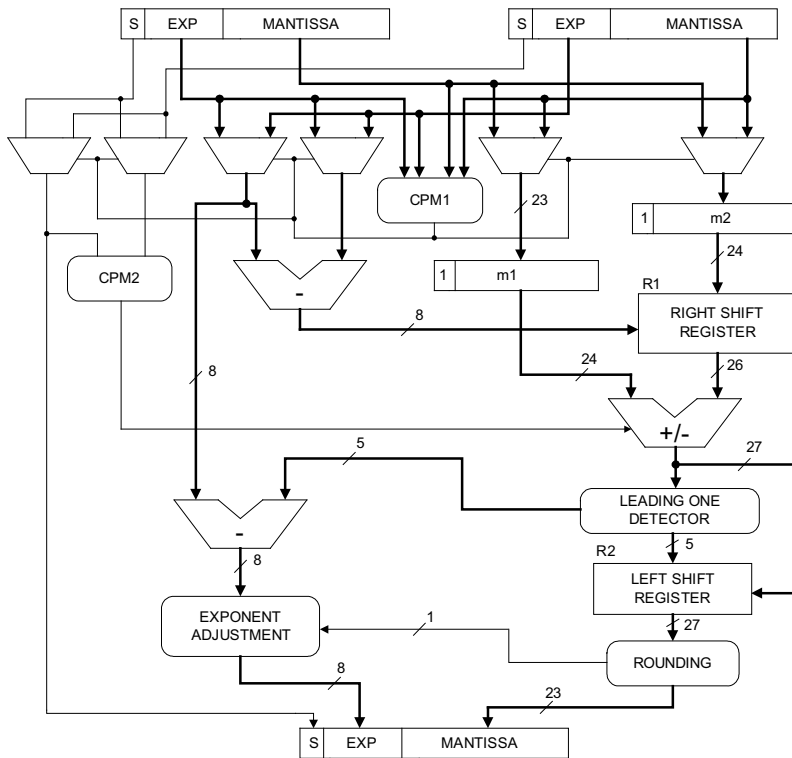 S EXP MANTISSA
S EXP MANTISSA
CPM1
23
1 m2
24
CPM2
1 m1
-
R1
RIGHT SHIFT
REGISTER
8
8
24
26
+/-
5
27
LEADING ONE
DETECTOR
-
R2
5
8
LEFT SHIFT
REGISTER
EXPONENT
ADJUSTMENT
1
27
ROUNDING
8
23
S EXP MANTISSA